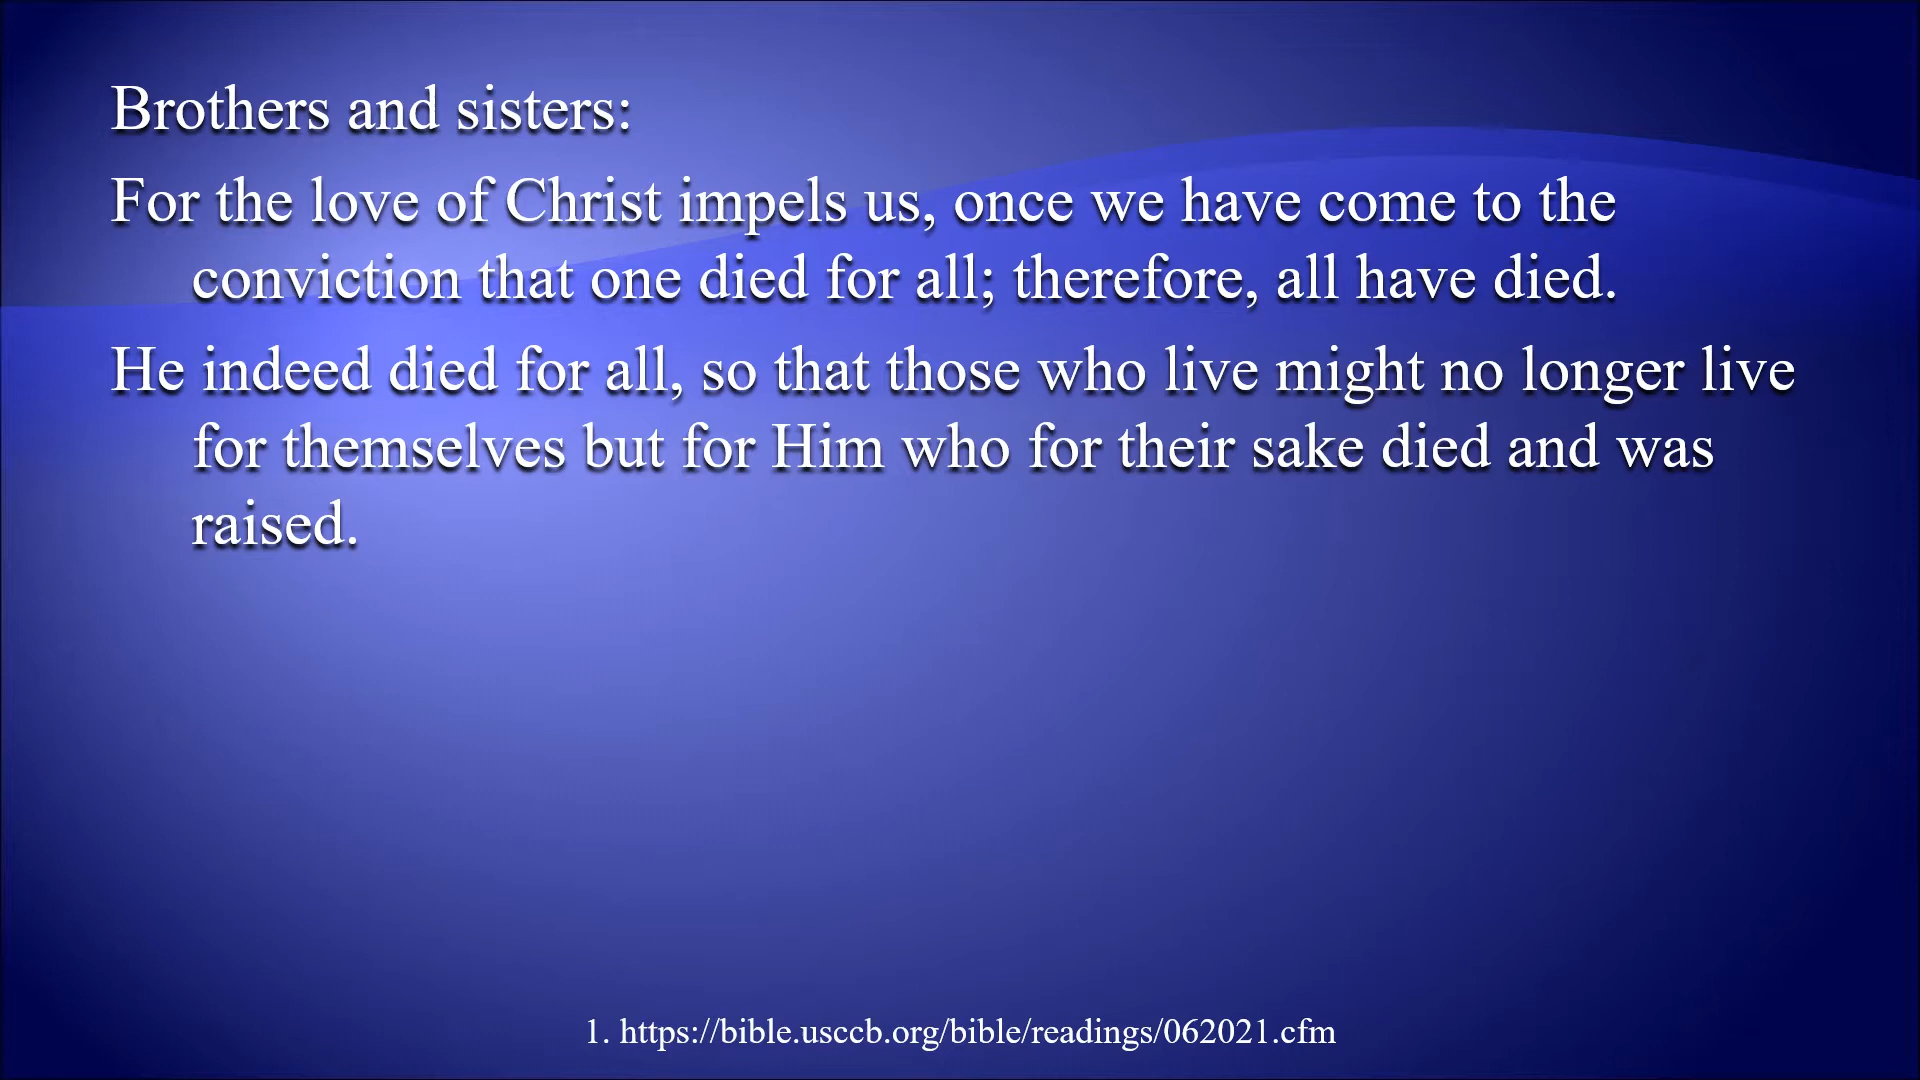 Brothers and sisters:
For the love of Christ impels us, once we have come to the
conviction that one died for all; therefore, all have died.
He indeed died for all, so that those who live might no longer live
for themselves but for Him who for their sake died and was
raised.
1. https://bible.usccb.org/bible/readings/062021.cfm